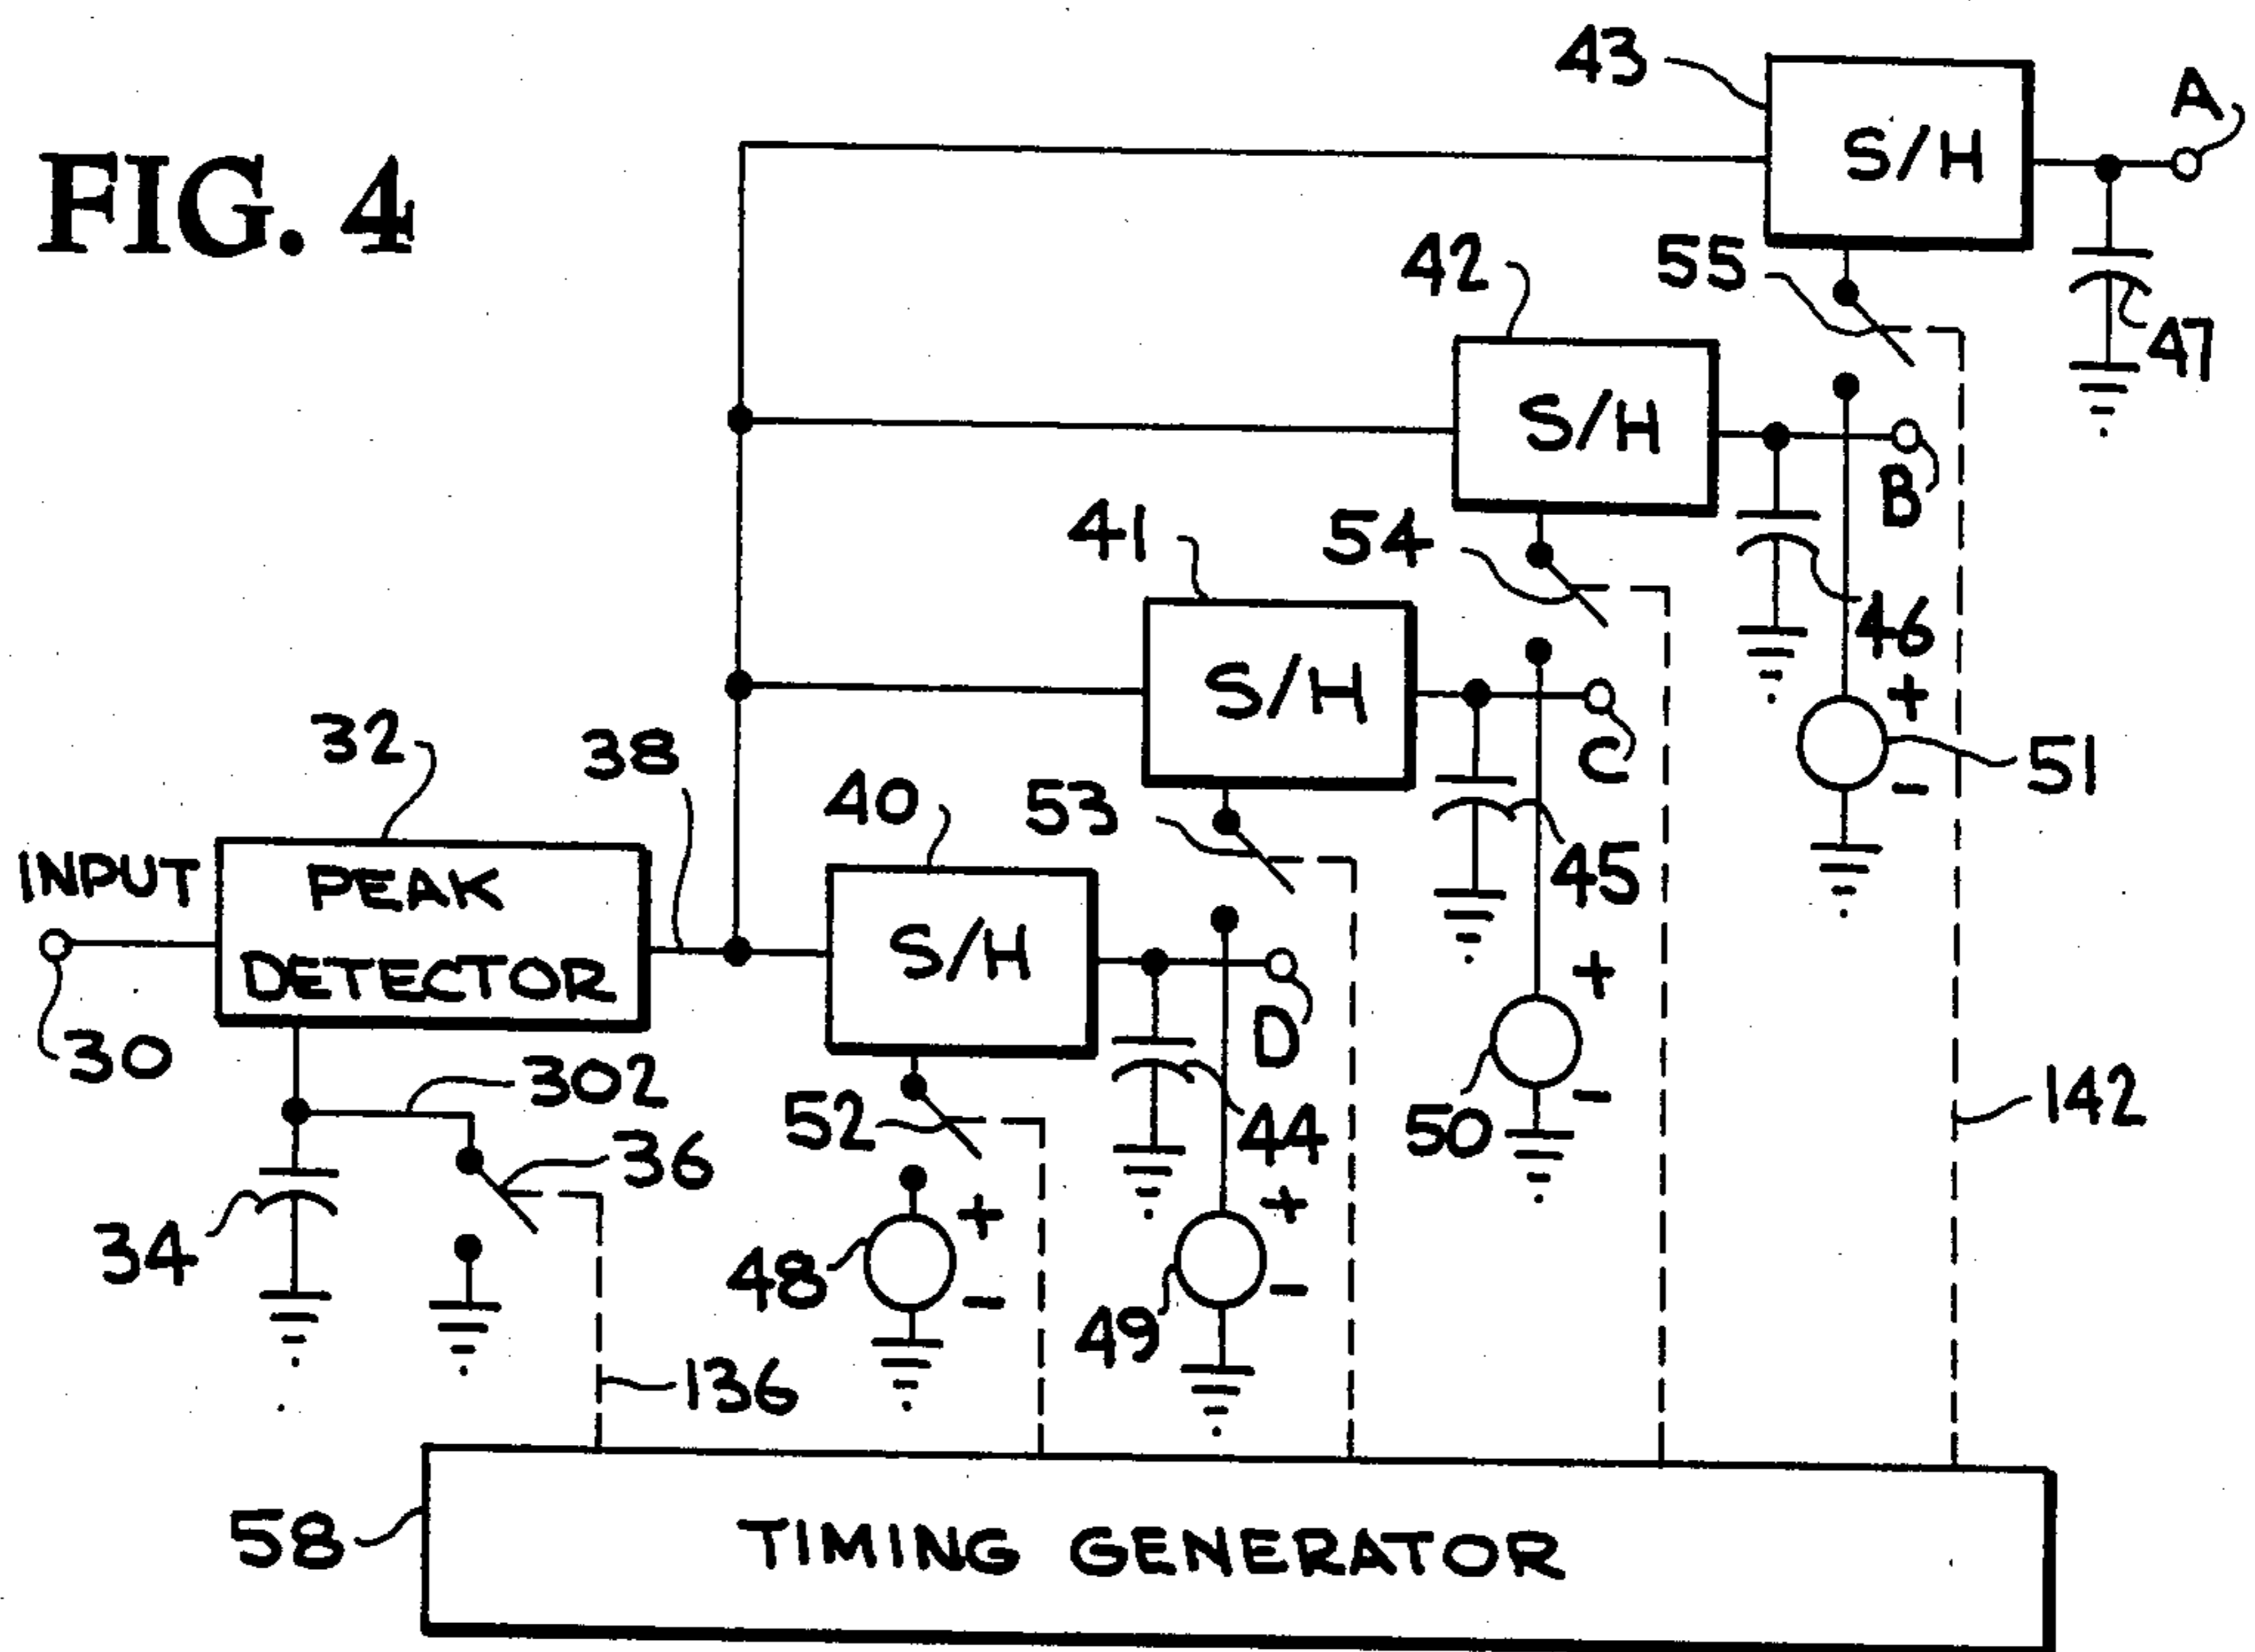 FIG. 4
43
A
S/H
55
47
42
S/H
B
54
46
41
51
S/H
C
53
45
+
-
32
38
40
INPUT
PEAK
DETECTOR
S/H
D
+
-
50
30
302
52
44
142
36
34
48
+
-
49
+
-
136
58
TIMING GENERATOR